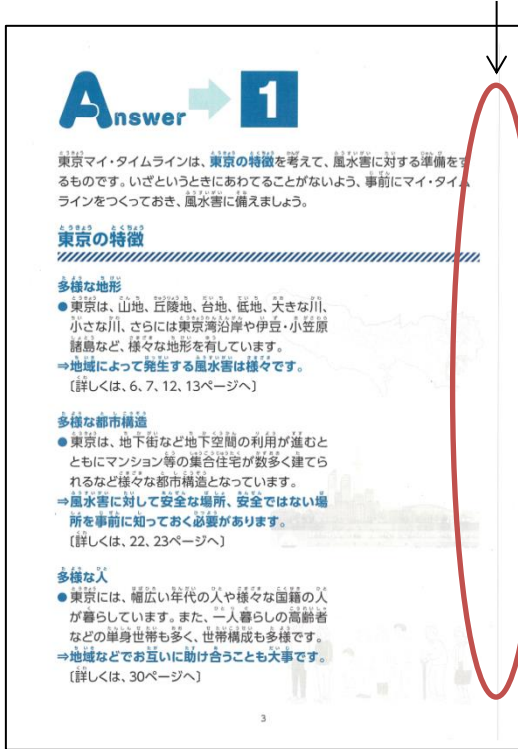 Answer 1
東京マイ・タイムラインは、東京の特徴を考えて、風水害に対する準備をす
るものです。いざというときにあわてることがないよう、事前にマイ・タイム
ラインをつくっておき、風水害に備えましょう。
東京の特徴
多様な地形
●東京は、山地、丘陵地、台地、低地、大きな川、
小さな川、さらには東京湾沿岸や伊豆・小笠原
諸島など、様々な地形を有しています。
⇒地域によって発生する風水害は様々です。
〔詳しくは、6、7、12、13ページへ〕
多様な都市構造
●東京は、地下街など地下空間の利用が進むと
ともにマンション等の集合住宅が数多く建てら
れるなど様々な都市構造となっています。
⇒風水害に対して安全な場所、安全ではない場
所を事前に知っておく必要があります。
〔詳しくは、22、23ページへ〕
多様な人
●東京には、幅広い年代の人や様々な国籍の人
が暮らしています。また、一人暮らしの高齢者
などの単身世帯も多く、世帯構成も多様です。
⇒地域などでお互いに助け合うことも大事です。
〔詳しくは、30ページへ〕
3